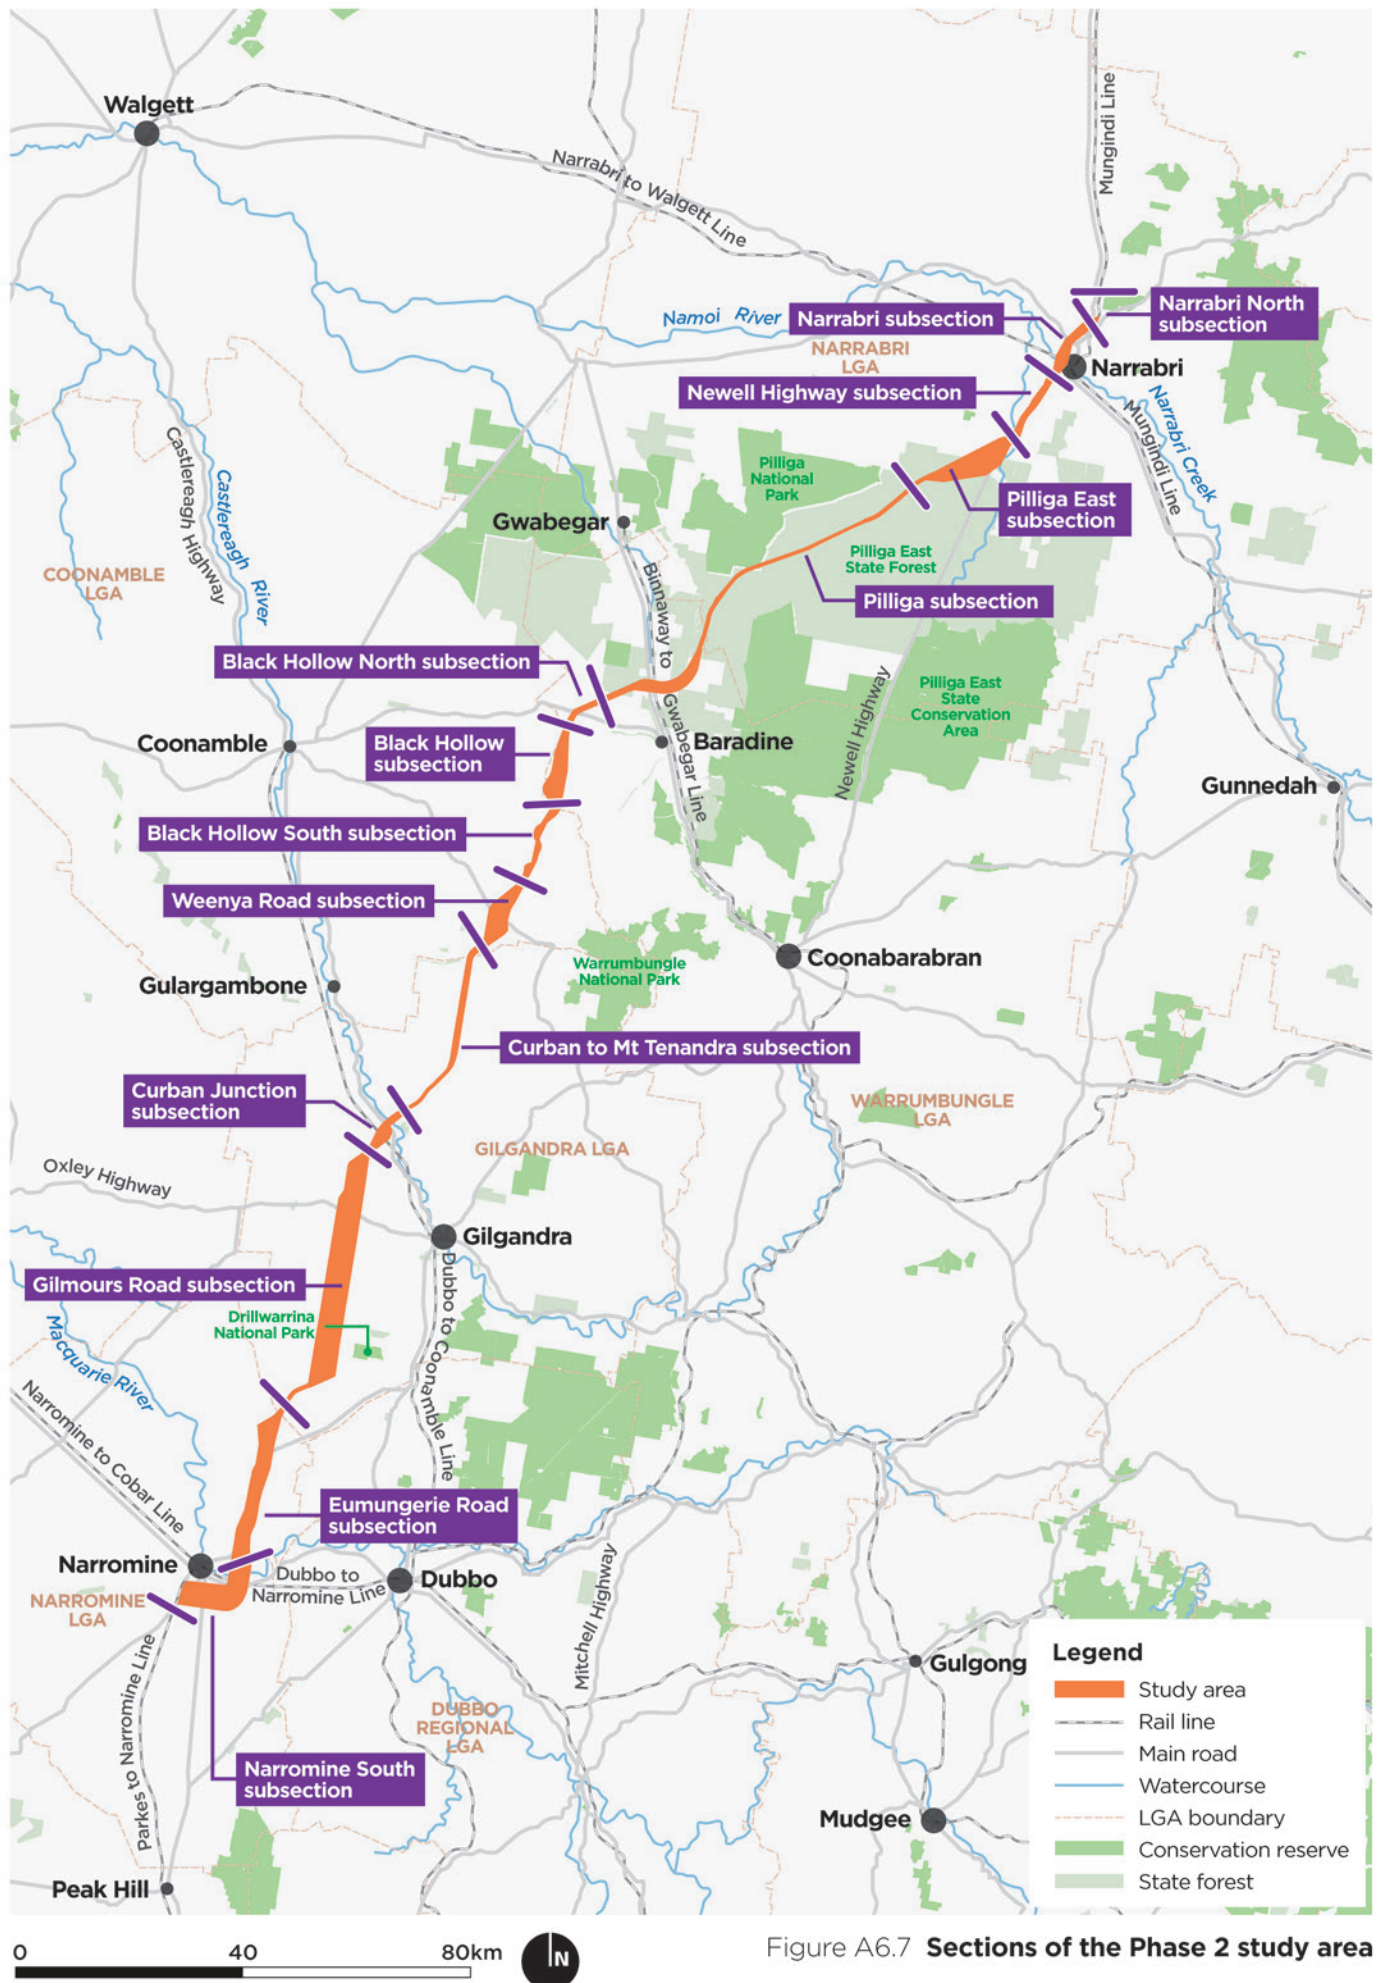 Walgett
Narrabri to Walgett Line
Mungindi Line
Namoi River
Narrabri subsection
Narrabri North
subsection
NARRABRI
LGA
Narrabri
Newell Highway subsection
Narrabri Creek
Mungindi Line
Castlereagh Highway
Castlereagh River
Pilliga
National
Park
Gwabegar
Pilliga East
subsection
Pilliga East
State Forest
COONAMBLE
LGA
Binnaway to
Gwabegar Line
Pilliga subsection
Black Hollow North subsection
Newell Highway
Pilliga East
State
Conservation
Area
Coonamble
Black Hollow
subsection
Baradine
Gunnedah
Black Hollow South subsection
Weenya Road subsection
Warrumbungle
National Park
Coonabarabran
Gulargambone
Curban to Mt Tenandra subsection
Curban Junction
subsection
WARRUMBUNGLE
LGA
GILGANDRA LGA
Oxley Highway
Gilgandra
Gilmours Road subsection
Drillwarrina
National Park
Macquarie River
Dubbo to Coonamble Line
Narromine to Cobar Line
Eumungerie Road
subsection
Narromine
Dubbo to
Narromine Line
Dubbo
NARROMINE
LGA
Mitchell Highway
Parkes to Narromine Line
Gulgong
DUBBO
REGIONAL
LGA
Narromine South
subsection
Mudgee
Peak Hill
Legend
Study area
Rail line
Main road
Watercourse
LGA boundary
Conservation reserve
State forest
0 40 80km
N
Figure A6.7 Sections of the Phase 2 study area